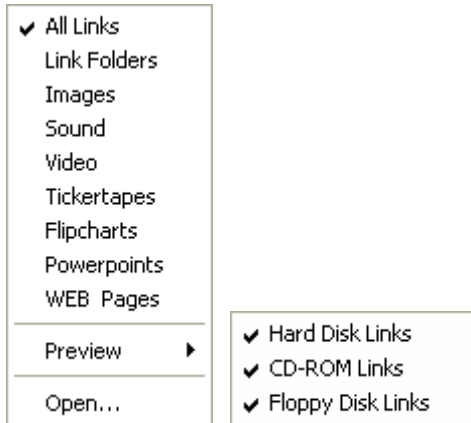 All Links
Link Folders
Images
Sound
Video
Tickertapes
Flipcharts
Powerpoints
WEB Pages
Preview
Open...
Hard Disk Links
CD-ROM Links
Floppy Disk Links